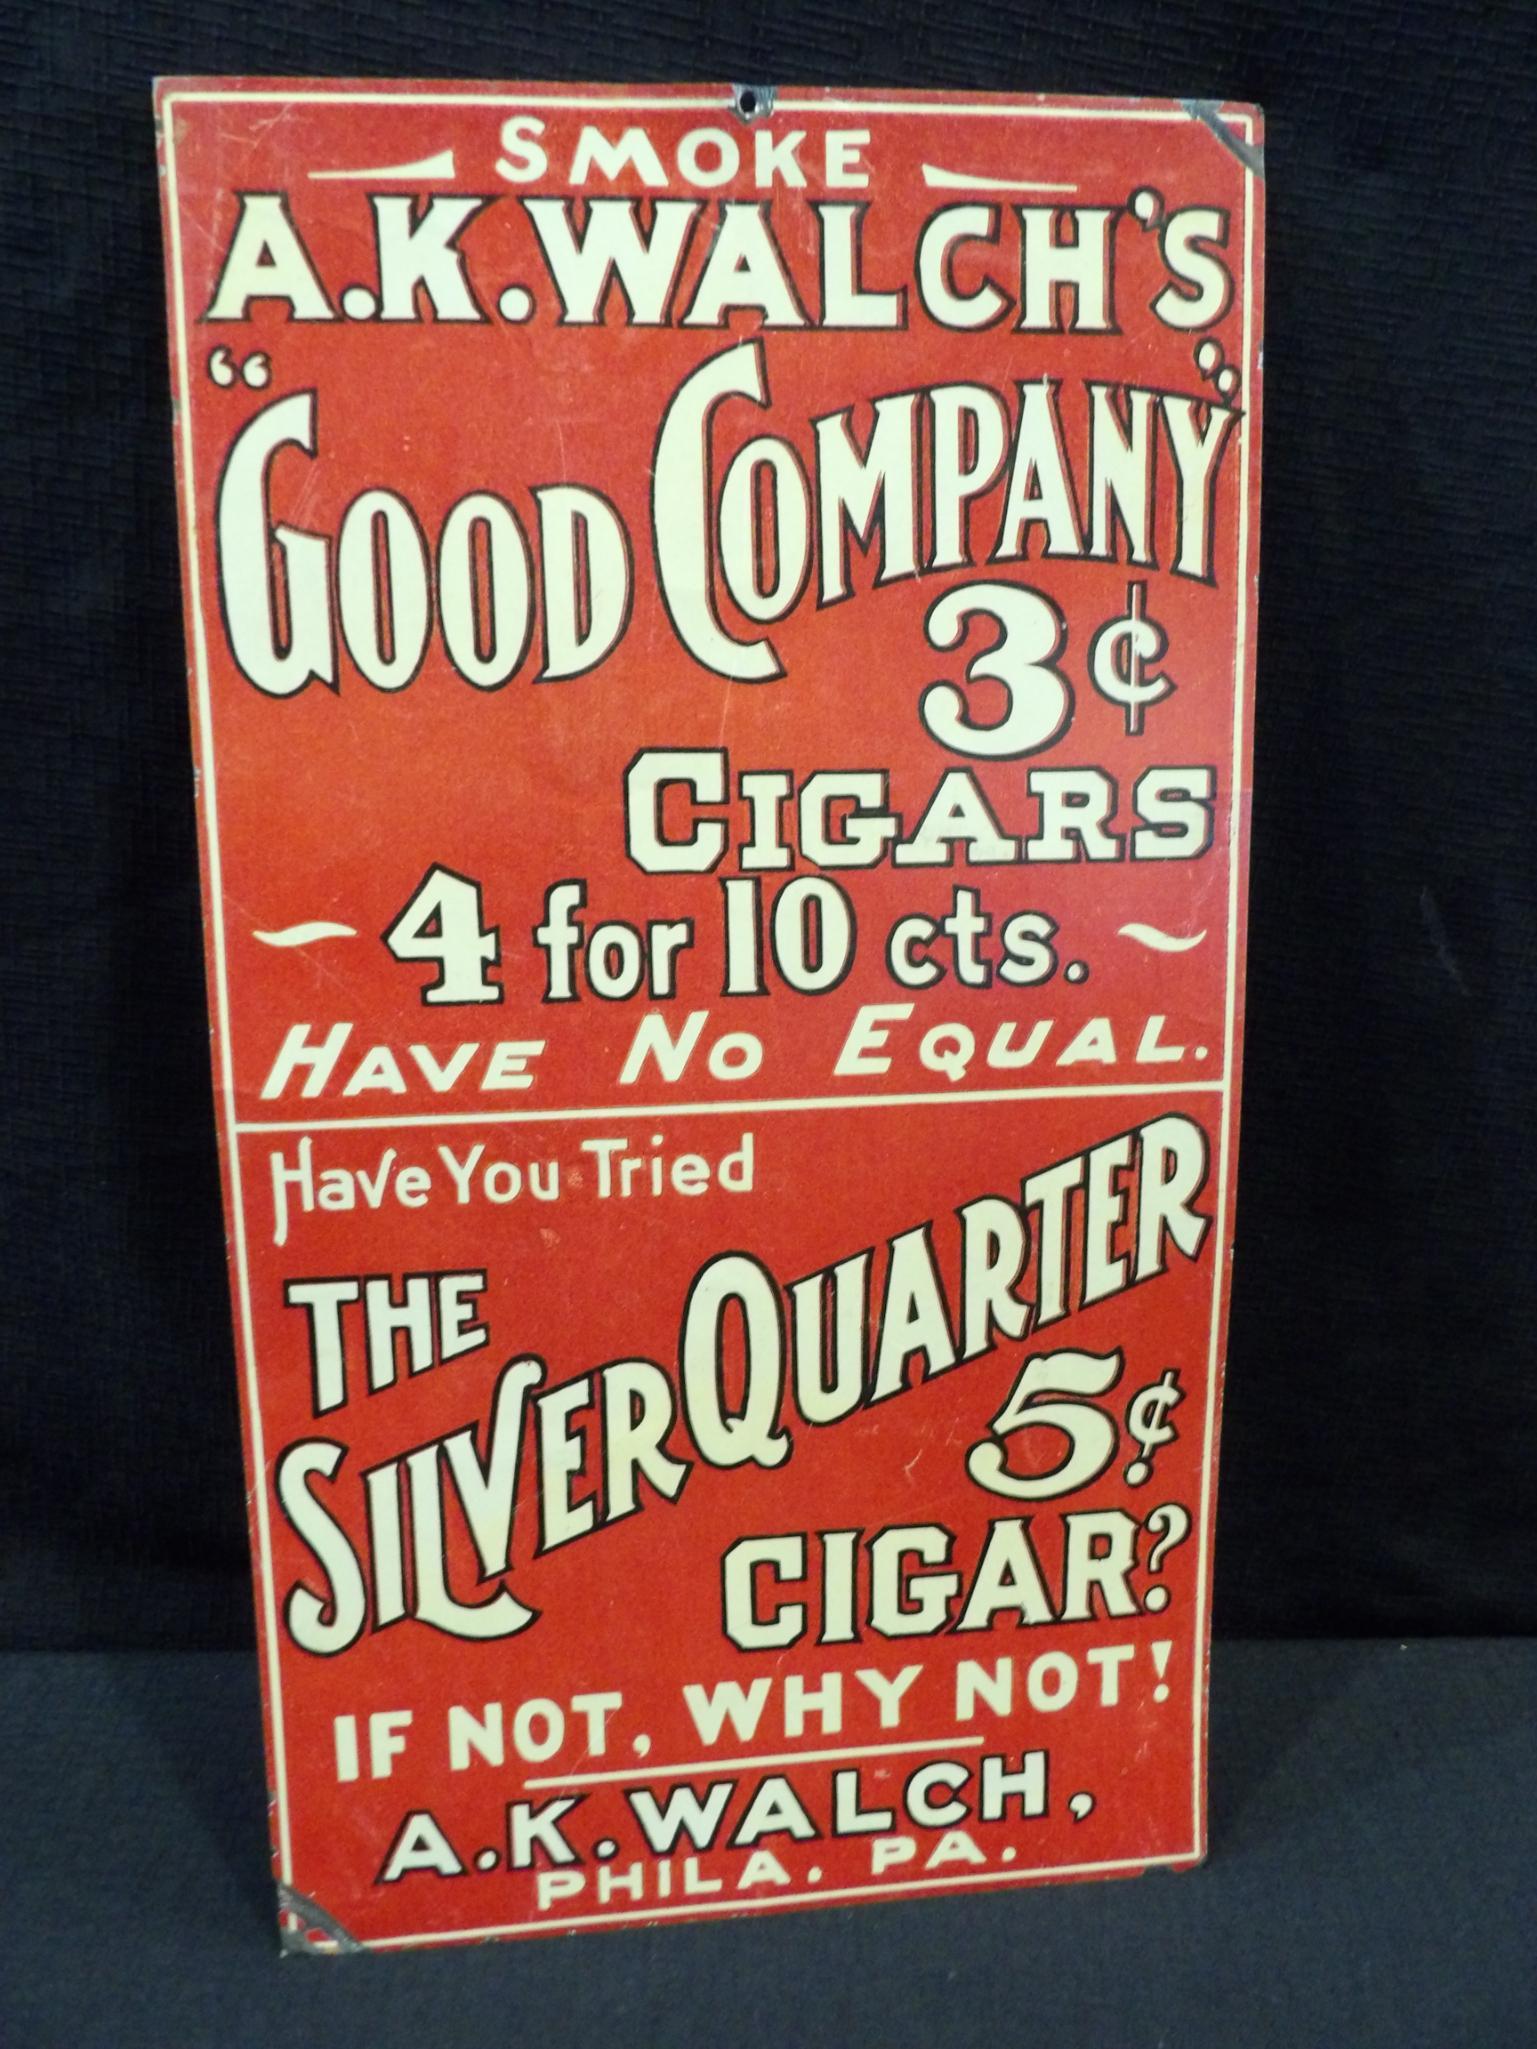 SMOKE
A.K.WALCH'S
“GOOD COMPANY”
3¢
CIGARS
~ 4 for 10 cts. ~
HAVE NO EQUAL.
Have You Tried
THE
SILVER QUARTER
5¢
CIGAR?
IF NOT, WHY NOT!
A.K.WALCH,
PHILA. PA.